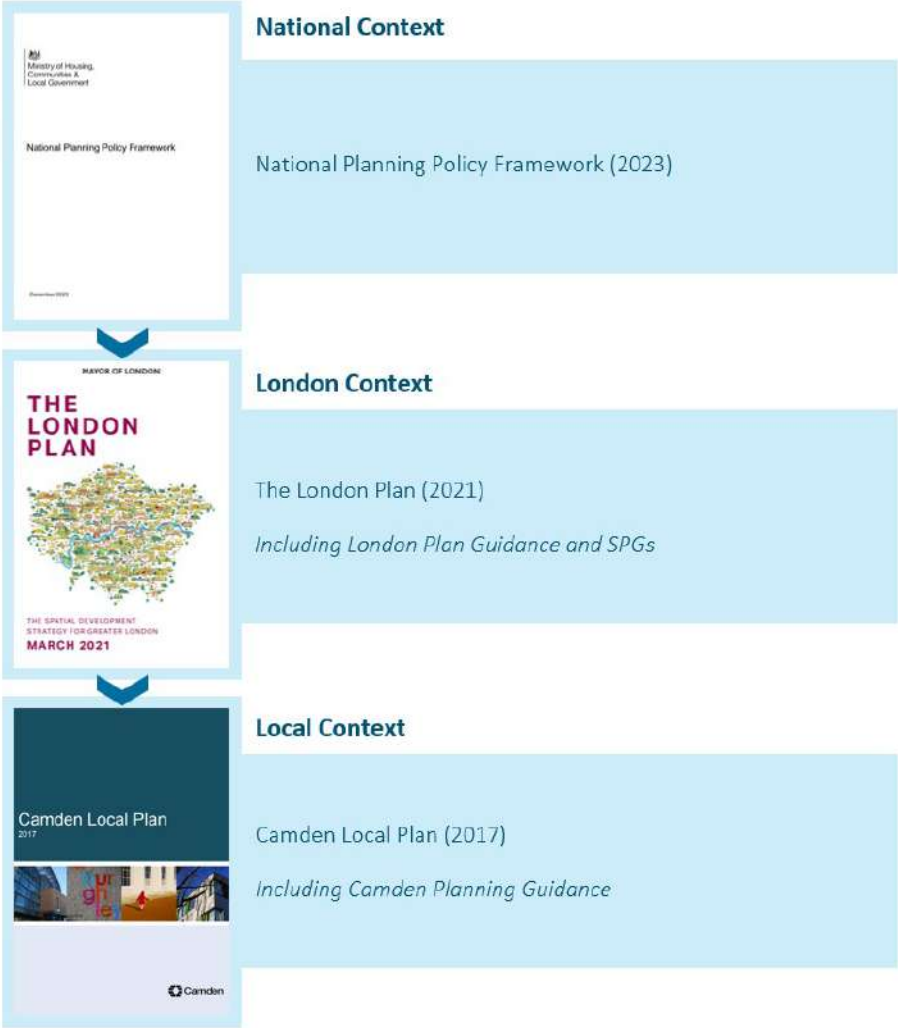 National Context
Ministry of Housing,
Communities &
Local Government
National Planning Policy Framework
National Planning Policy Framework (2023)
December 2023
MAYOR OF LONDON
THE
LONDON
PLAN
London Context
The London Plan (2021)
Including London Plan Guidance and SPGs
THE SPATIAL DEVELOPMENT
STRATEGY FOR GREATER LONDON
MARCH 2021
Local Context
Camden Local Plan
2017
Camden Local Plan (2017)
Including Camden Planning Guidance
Camden